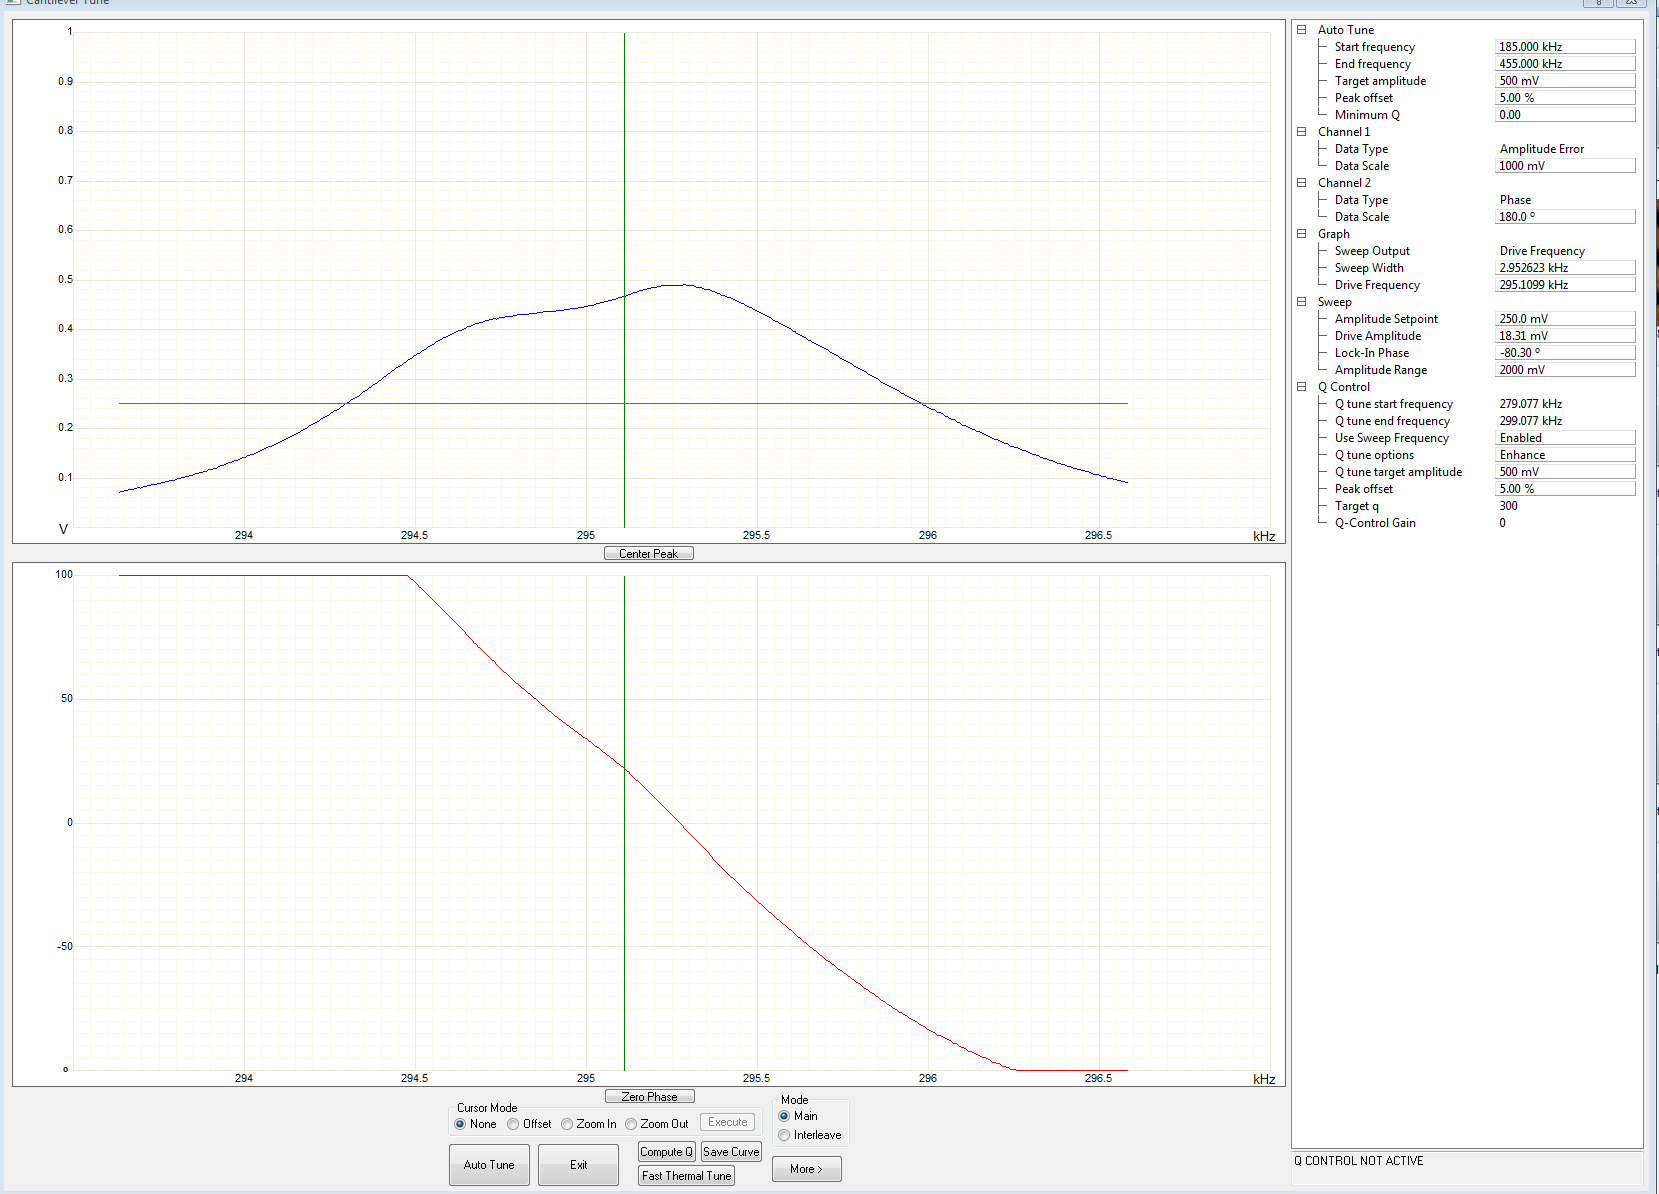 Cantilever Tune
1
0.9
0.8
0.7
0.6
0.5
0.4
0.3
0.2
0.1
V
294 294.5 295 295.5 296 296.5 kHz
Center Peak
100
50
0
-50
0
294 294.5 295 295.5 296 296.5 kHz
Zero Phase
Cursor Mode
None Offset Zoom In Zoom Out Execute
Auto Tune
Exit
Compute Q
Save Curve
Fast Thermal Tune
Mode
Main
Interleave
More >
Auto Tune
Start frequency 185.000 kHz
End frequency 455.000 kHz
Target amplitude 500 mV
Peak offset 5.00 %
Minimum Q 0.00
Channel 1
Data Type Amplitude Error
Data Scale 1000 mV
Channel 2
Data Type Phase
Data Scale 180.0 º
Graph
Sweep Output Drive Frequency
Sweep Width 2.952623 kHz
Drive Frequency 295.1099 kHz
Sweep
Amplitude Setpoint 250.0 mV
Drive Amplitude 18.31 mV
Lock-In Phase -80.30 º
Amplitude Range 2000 mV
Q Control
Q tune start frequency 279.077 kHz
Q tune end frequency 299.077 kHz
Use Sweep Frequency Enabled
Q tune options Enhance
Q tune target amplitude 500 mV
Peak offset 5.00 %
Target q 300
Q-Control Gain 0
Q CONTROL NOT ACTIVE